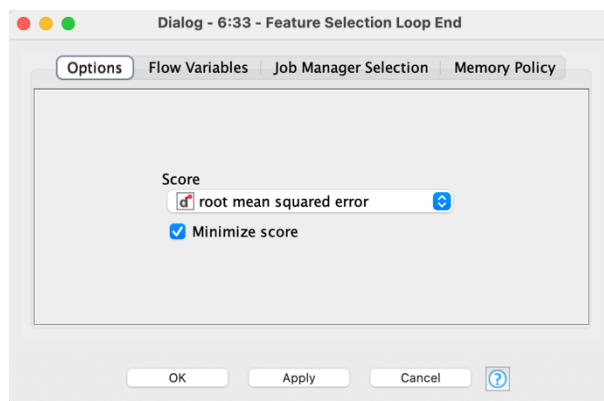 Dialog - 6:33 - Feature Selection Loop End
Options Flow Variables Job Manager Selection Memory Policy
Score
d root mean squared error
Minimize score
OK Apply Cancel ?